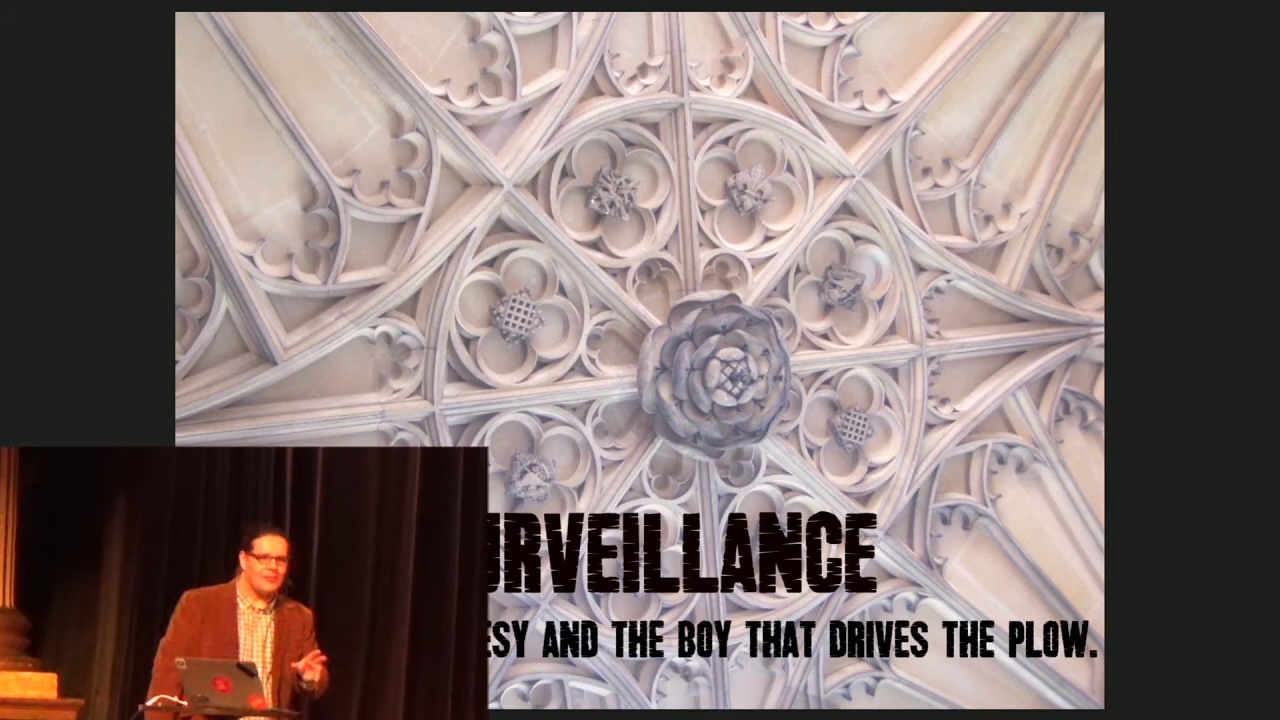 URVEILLANCE
ESY AND THE BOY THAT DRIVES THE PLOW.